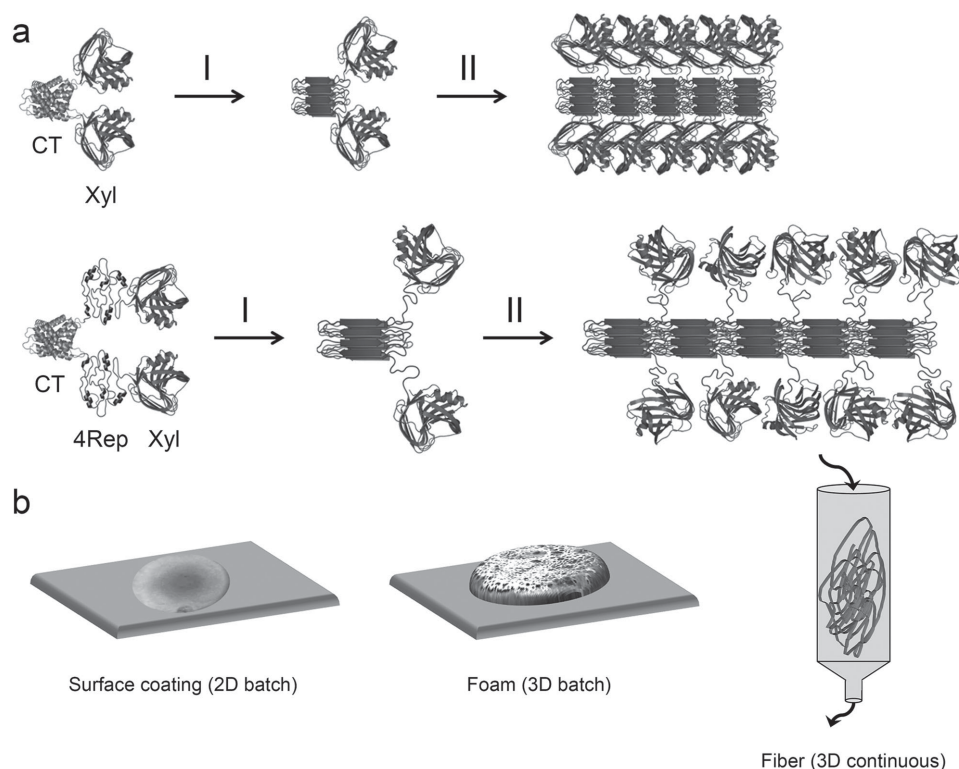 a
I
II
CT
Xyl
I
II
CT
4Rep Xyl
b
Surface coating (2D batch)
Foam (3D batch)
Fiber (3D continuous)